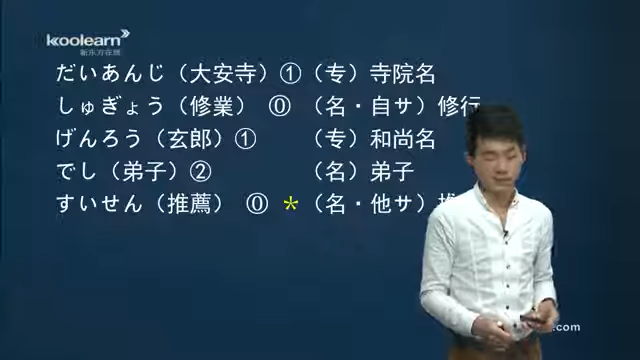 koolearn
新东方在线
だいあんじ（大安寺）①（专）寺院名
しゅぎょう（修業） ⓪ （名・自サ）修行
げんろう（玄郎）① （专）和尚名
でし（弟子）② （名）弟子
すいせん（推薦） ⓪ ＊（名・他サ）推
.com